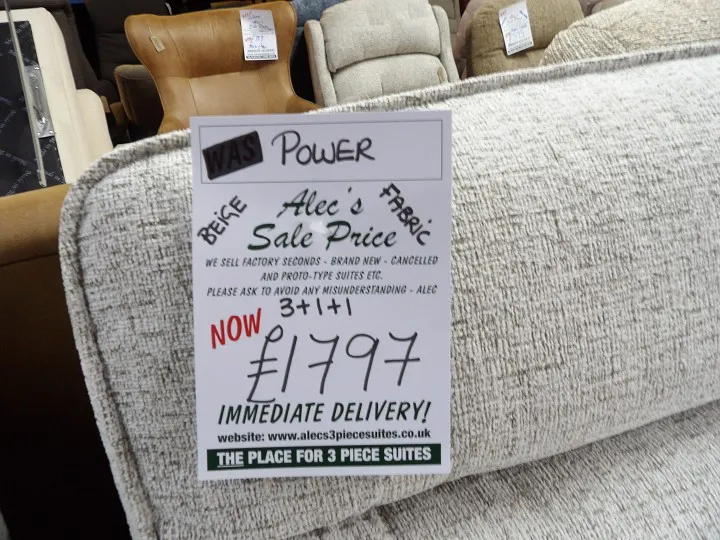 WAS POWER
BEIGE
FABRIC
Alec's
Sale Price
WE SELL FACTORY SECONDS - BRAND NEW - CANCELLED
AND PROTO-TYPE SUITES ETC.
PLEASE ASK TO AVOID ANY MISUNDERSTANDING - ALEC
3+1+1
NOW £1797
IMMEDIATE DELIVERY!
website: www.alecs3piecesuites.co.uk
THE PLACE FOR 3 PIECE SUITES